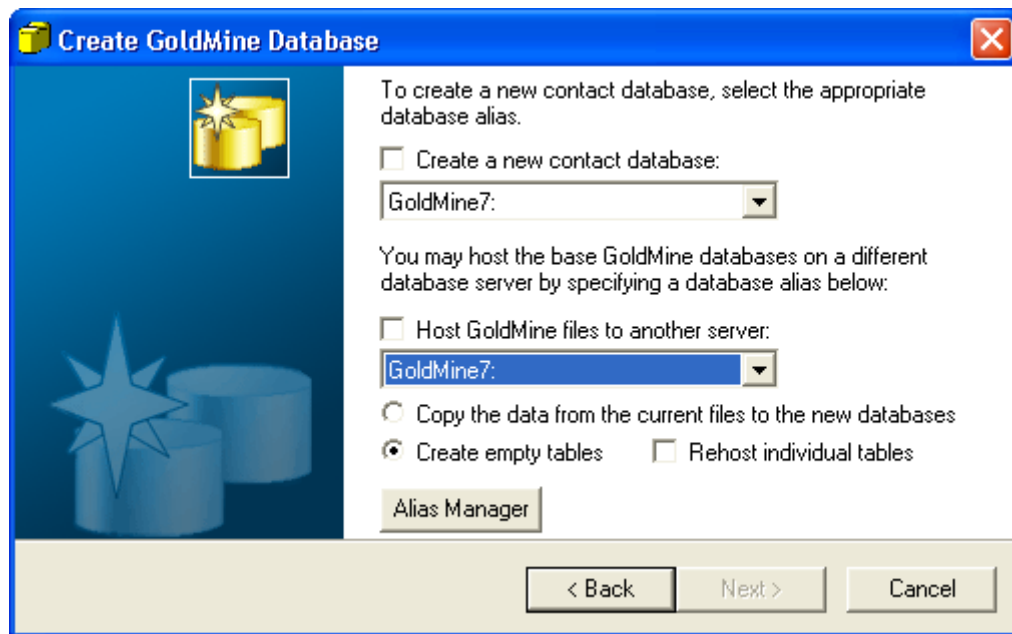 Create GoldMine Database
To create a new contact database, select the appropriate
database alias.
Create a new contact database:
GoldMine7:
You may host the base GoldMine databases on a different
database server by specifying a database alias below:
Host GoldMine files to another server:
GoldMine7:
Copy the data from the current files to the new databases
Create empty tables Rehost individual tables
Alias Manager
< Back Next > Cancel